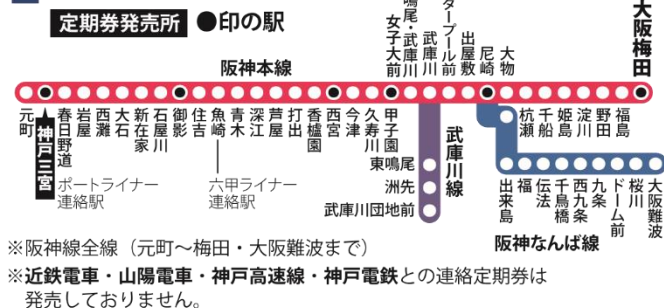 定期券発売所 ●印の駅
阪神本線
元町
神戸三宮
春日野道
岩屋
西灘
大石
新在家
石屋川
御影
住吉
魚崎
青木
深江
芦屋
打出
香櫨園
西宮
今津
久寿川
甲子園
鳴尾・武庫川
女子大前
武庫川
タープール前
出屋敷
尼崎
大物
杭瀬
千船
姫島
淀川
野田
福島
大阪梅田
ポートライナー
連絡駅
六甲ライナー
連絡駅
武庫川線
東鳴尾
洲先
武庫川団地前
出来島
福
伝法
千鳥橋
西九条
九条
ドーム前
桜川
大阪難波
阪神なんば線
※阪神線全線（元町～梅田・大阪難波まで）
※近鉄電車・山陽電車・神戸高速線・神戸電鉄との連絡定期券は
発売しておりません。